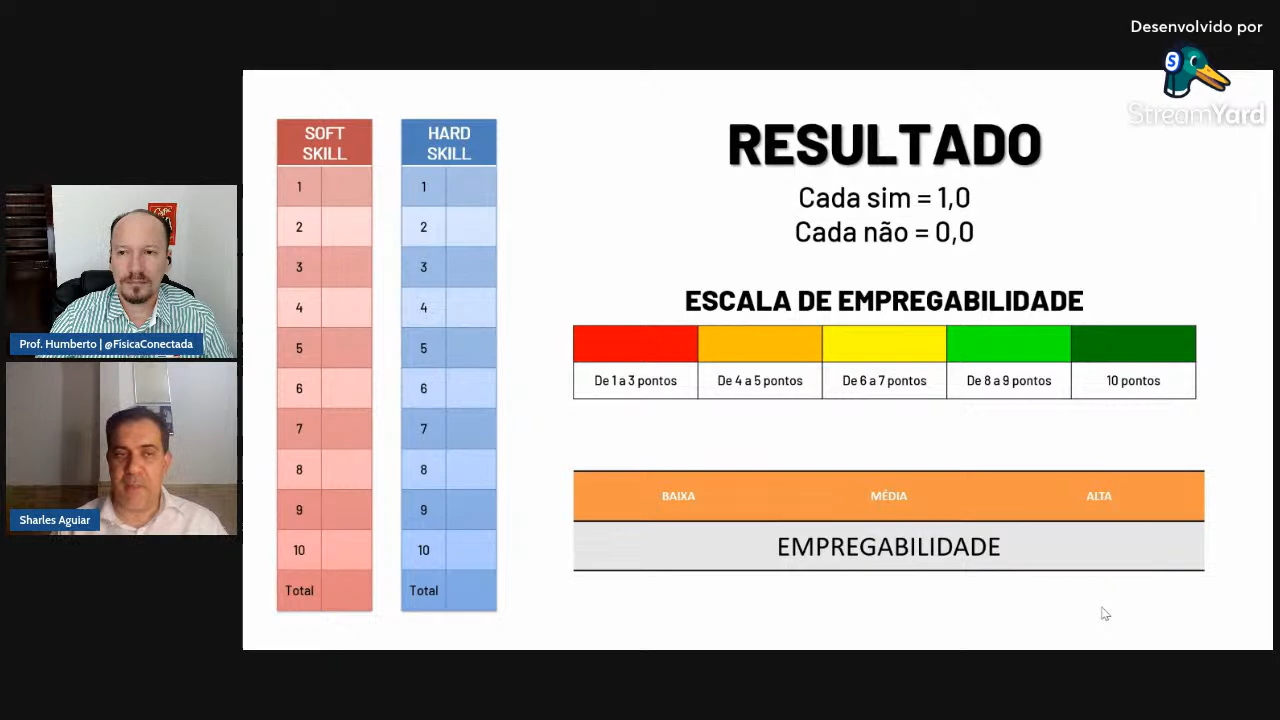 Desenvolvido por
StreamYard
SOFT
SKILL
1
2
3
4
5
6
7
8
9
10
Total
HARD
SKILL
1
2
3
4
5
6
7
8
9
10
Total
RESULTADO
Cada sim = 1,0
Cada não = 0,0
ESCALA DE EMPREGABILIDADE
De 1 a 3 pontos
De 4 a 5 pontos
De 6 a 7 pontos
De 8 a 9 pontos
10 pontos
BAIXA
MÉDIA
ALTA
EMPREGABILIDADE
Prof. Humberto | @FisicaConectada
Sharles Aguiar